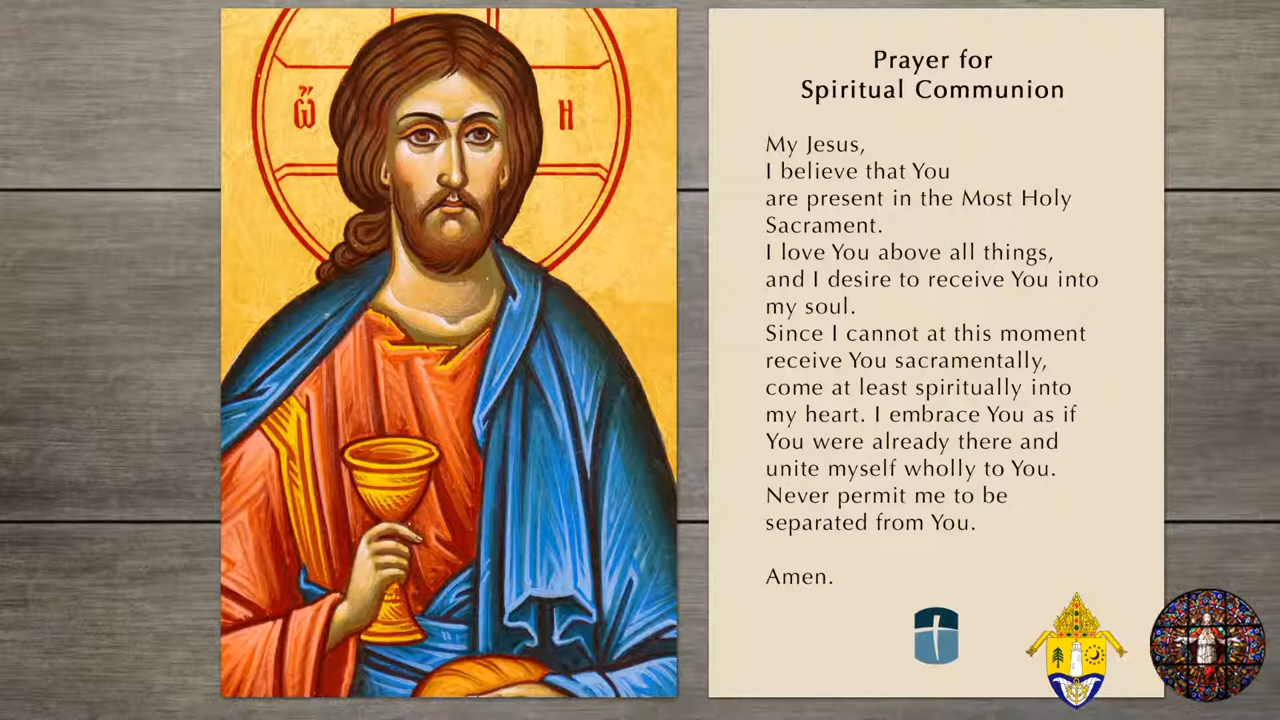 ὤ
Н
Prayer for
Spiritual Communion
My Jesus,
I believe that You
are present in the Most Holy
Sacrament.
I love You above all things,
and I desire to receive You into
my soul.
Since I cannot at this moment
receive You sacramentally,
come at least spiritually into
my heart. I embrace You as if
You were already there and
unite myself wholly to You.
Never permit me to be
separated from You.
Amen.